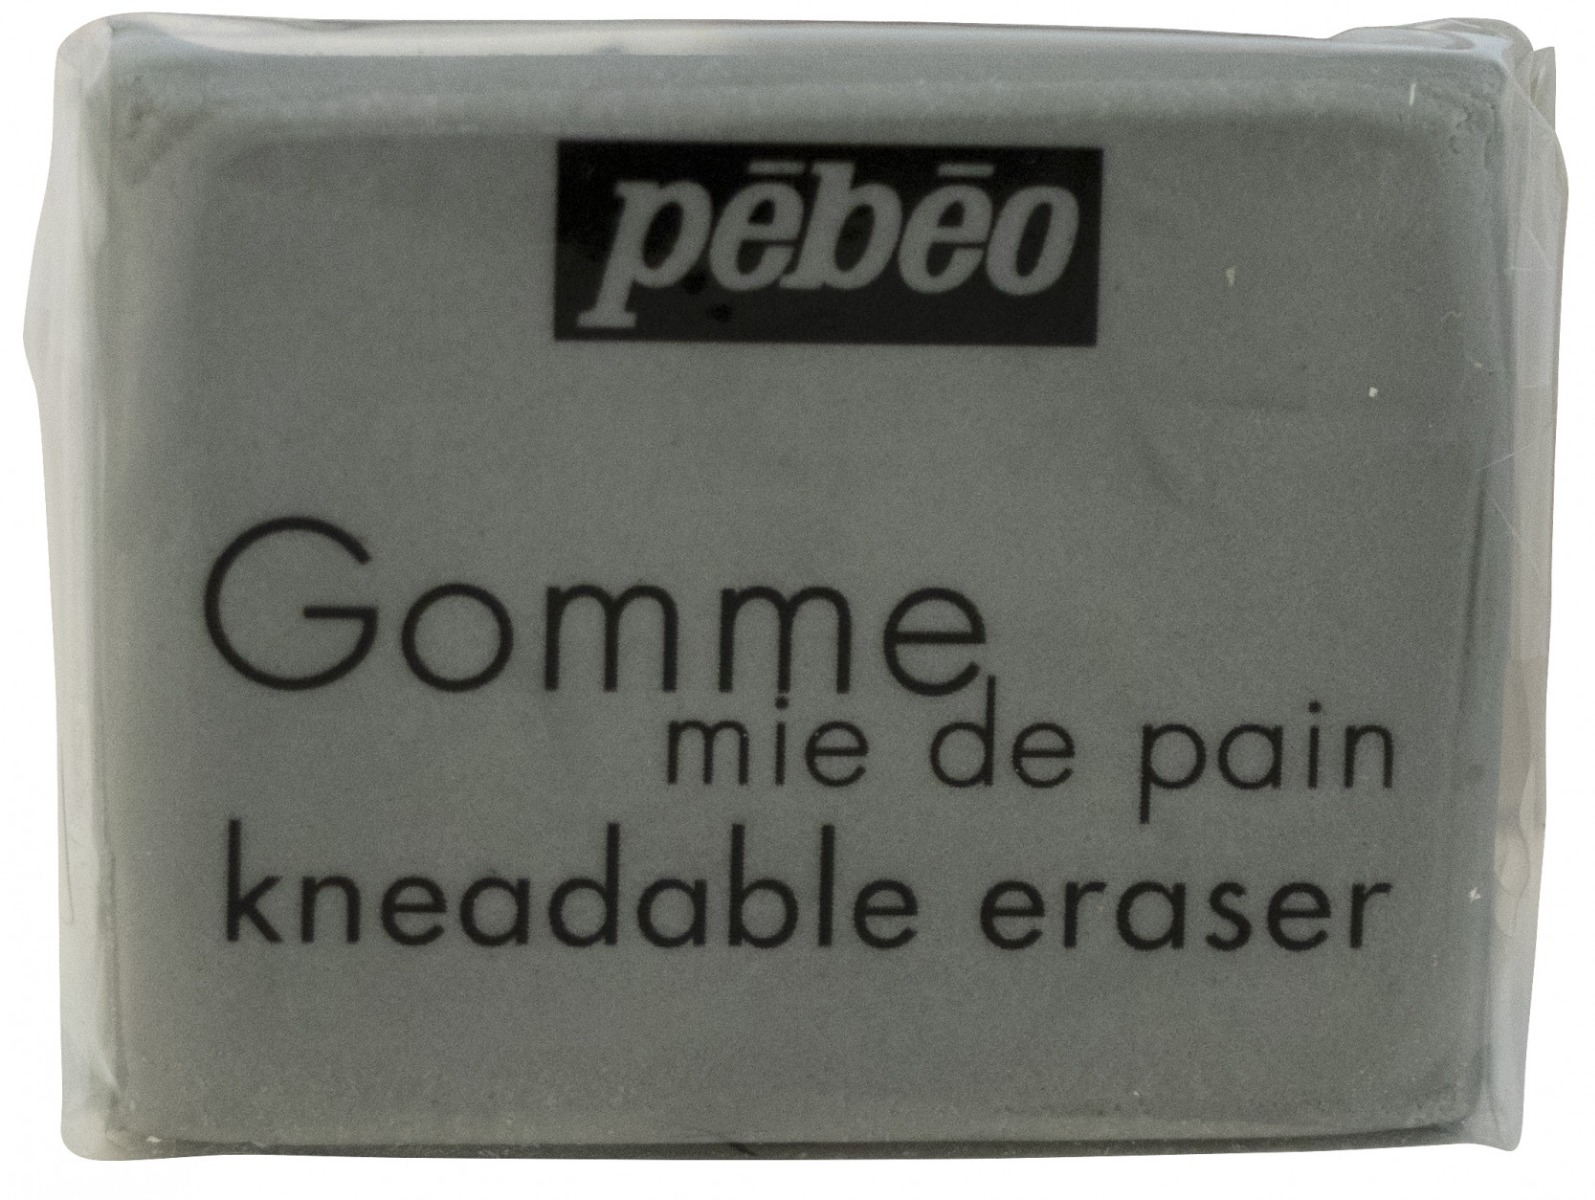 pēbēo
Gomme
mie de pain
kneadable eraser